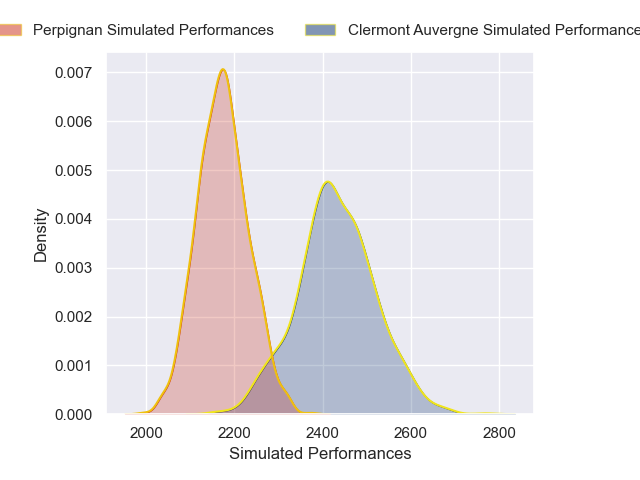 Perpignan Simulated Performances
Clermont Auvergne Simulated Performance
0.007
0.006
0.005
0.004
0.003
0.002
0.001
0.000
Density
2000 2200 2400 2600 2800
Simulated Performances